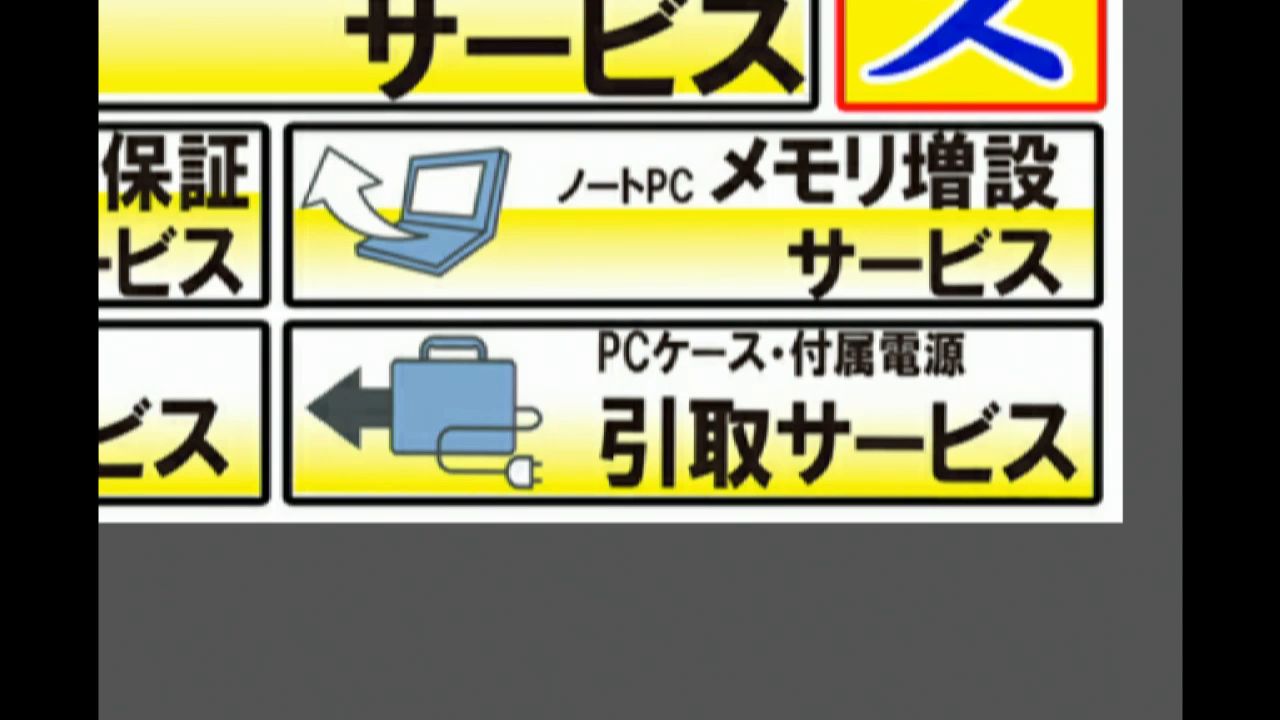 サービス
ス
保証
ービス
ノートPC メモリ増設
サービス
ビス
PCケース・付属電源
引取サービス